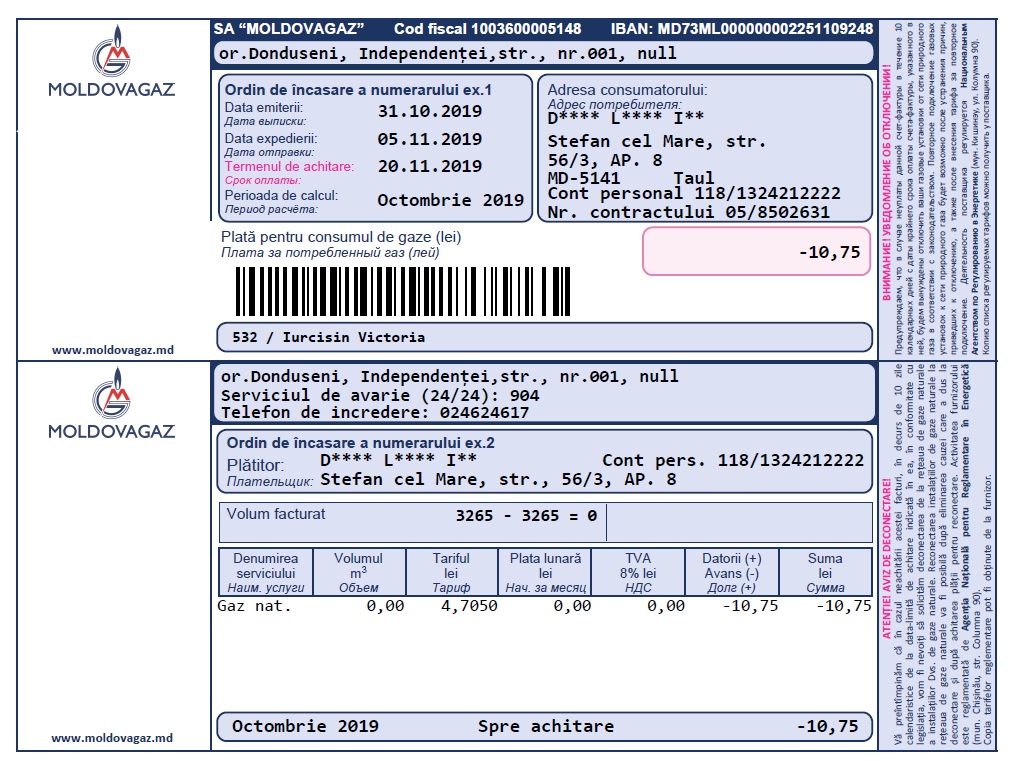 MOLDOVAGAZ
www.moldovagaz.md
SA “MOLDOVAGAZ” Cod fiscal 1003600005148 IBAN: MD73ML000000002251109248
or.Donduseni, Independenței,str., nr.001, null
Ordin de încasare a numerarului ex.1
Data emiterii: 31.10.2019
Дата выписки:
Data expedierii: 05.11.2019
Дата отправки:
Termenul de achitare: 20.11.2019
Срок оплаты:
Perioada de calcul: Octombrie 2019
Период расчёта:
Adresa consumatorului:
Адрес потребителя:
D**** L**** I**
Stefan cel Mare, str.
56/3, AP. 8
MD-5141 Taul
Cont personal 118/1324212222
Nr. contractului 05/8502631
Plată pentru consumul de gaze (lei)
Плата за потребленный газ (лей)
-10,75
532 / Iurcisin Victoria
ВНИМАНИЕ! УВЕДОМЛЕНИЕ ОБ ОТКЛЮЧЕНИИ!
Предупреждаем, что в случае неуплаты данной счет-фактуры в течение 10
календарных дней с даты крайнего срока оплаты счета-фактуры, указанного в
ней, будем вынуждены отключить ваши газовые установки от сети природного
газа в соответствии с законодательством. Повторное подключение газовых
установок к сети природного газа будет возможно после устранения причин,
приведших к отключению, а также после внесения тарифа за повторное
подключение. Деятельность поставщика регулируется Национальным
Агентством по Регулированию в Энергетике (мун. Кишинэу, ул. Колумна 90).
Копию списка регулируемых тарифов можно получить у поставщика.
MOLDOVAGAZ
www.moldovagaz.md
or.Donduseni, Independenței,str., nr.001, null
Serviciul de avarie (24/24): 904
Telefon de incredere: 024624617
Ordin de încasare a numerarului ex.2
Plătitor: D**** L**** I** Cont pers. 118/1324212222
Плательщик: Stefan cel Mare, str., 56/3, AP. 8
Volum facturat 3265 - 3265 = 0
Denumirea Volumul Tariful Plata lunară TVA Datorii (+) Suma
serviciului m³ lei lei 8% lei Avans (-) lei
Наим. услуги Объем Тариф Нач. за месяц НДС Долг (+) Сумма
Gaz nat. 0,00 4,7050 0,00 0,00 -10,75 -10,75
Octombrie 2019 Spre achitare -10,75
ATENȚIE! AVIZ DE DECONECTARE!
Vă preîntîmpinăm că în cazul neachitării acestei facturi, în decurs de 10 zile
calendaristice de la data-limită de achitare indicată în ea, în conformitate cu
legislația, vom fi nevoiți să solicităm deconectarea de la rețeaua de gaze naturale
a instalațiilor Dvs. de gaze naturale. Reconectarea instalațiilor de gaze naturale la
rețeaua de gaze naturale va fi posibilă după eliminarea cauzei care a dus la
deconectare și după achitarea plății pentru reconectare. Activitatea furnizorului
este reglamentată de Agenția Națională pentru Reglementare în Energetică
(mun. Chișinău, str. Columna 90).
Copia tarifelor reglementare pot fi obținute de la furnizor.